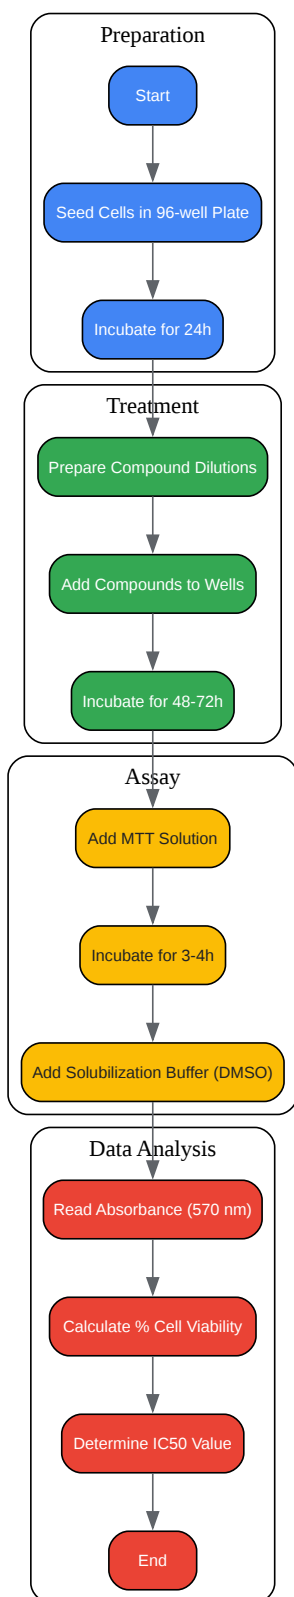 Preparation
Start
Seed Cells in 96-well Plate
Incubate for 24h
Treatment
Prepare Compound Dilutions
Add Compounds to Wells
Incubate for 48-72h
Assay
Add MTT Solution
Incubate for 3-4h
Add Solubilization Buffer (DMSO)
Data Analysis
Read Absorbance (570 nm)
Calculate % Cell Viability
Determine IC50 Value
End